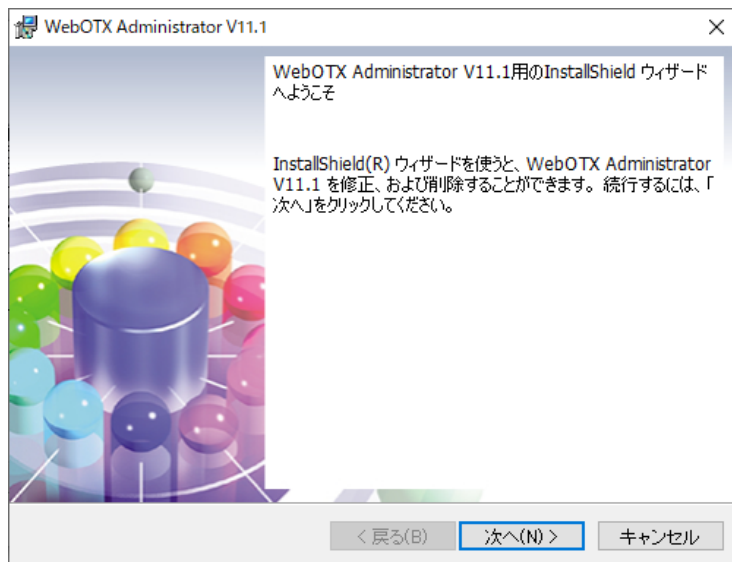 WebOTX Administrator V11.1
WebOTX Administrator V11.1用のInstallShield ウィザード
へようこそ
InstallShield(R) ウィザードを使うと、WebOTX Administrator
V11.1 を修正、および削除することができます。 続行するには、「
次へ」をクリックしてください。
< 戻る(B)
次へ(N) >
キャンセル